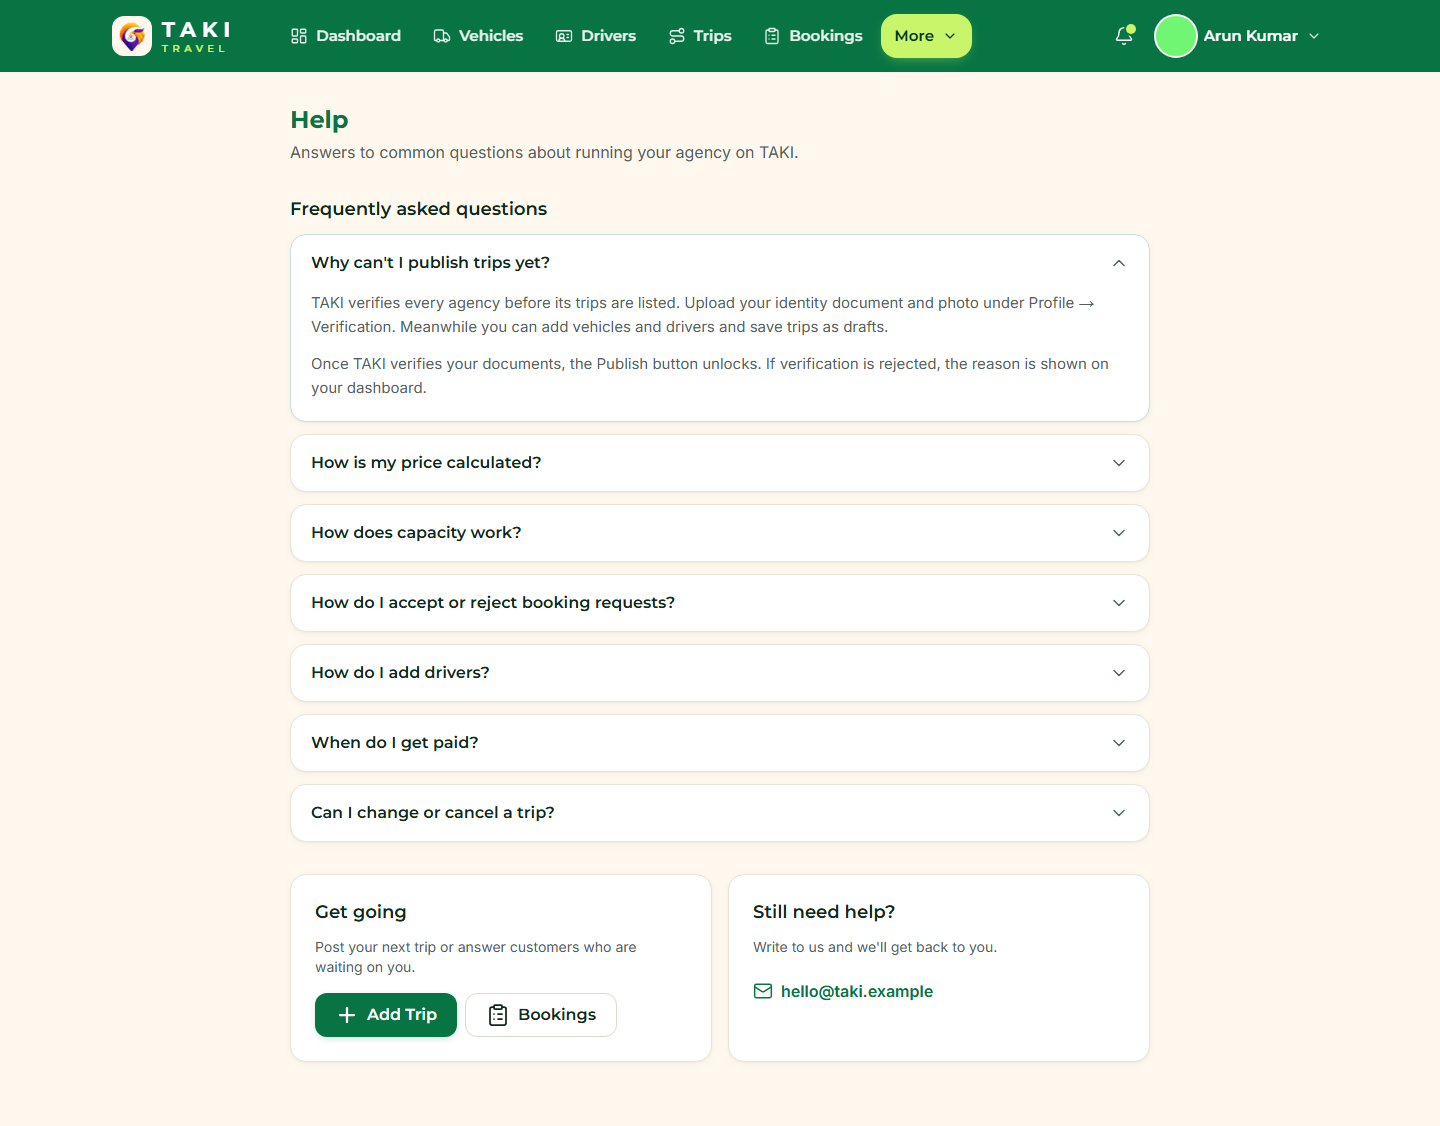 TAKI
TRAVEL
Dashboard
Vehicles
Drivers
Trips
Bookings
More
Arun Kumar
Help
Answers to common questions about running your agency on TAKI.
Frequently asked questions
Why can't I publish trips yet?
TAKI verifies every agency before its trips are listed. Upload your identity document and photo under Profile →
Verification. Meanwhile you can add vehicles and drivers and save trips as drafts.
Once TAKI verifies your documents, the Publish button unlocks. If verification is rejected, the reason is shown on
your dashboard.
How is my price calculated?
How does capacity work?
How do I accept or reject booking requests?
How do I add drivers?
When do I get paid?
Can I change or cancel a trip?
Get going
Post your next trip or answer customers who are
waiting on you.
Add Trip
Bookings
Still need help?
Write to us and we'll get back to you.
hello@taki.example